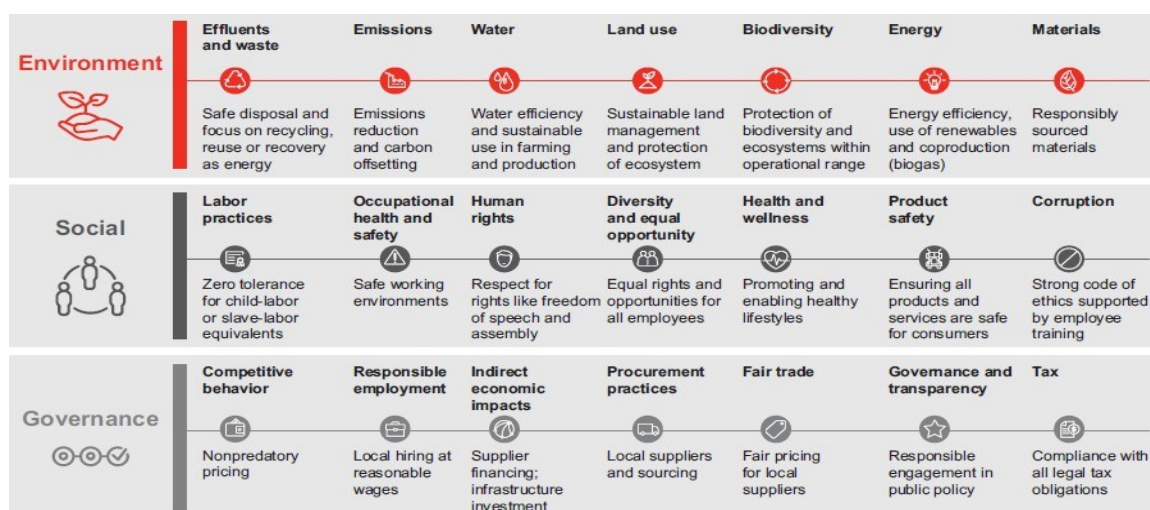 Environment
Effluents
and waste
Safe disposal and
focus on recycling,
reuse or recovery
as energy
Emissions
Emissions
reduction
and carbon
offsetting
Water
Water efficiency
and sustainable
use in farming
and production
Land use
Sustainable land
management
and protection
of ecosystem
Biodiversity
Protection of
biodiversity and
ecosystems within
operational range
Energy
Energy efficiency,
use of renewables
and coproduction
(biogas)
Materials
Responsibly
sourced
materials
Social
Labor
practices
Zero tolerance
for child-labor
or slave-labor
equivalents
Occupational
health and
safety
Safe working
environments
Human
rights
Respect for
rights like freedom
of speech and
assembly
Diversity
and equal
opportunity
Equal rights and
opportunities for
all employees
Health and
wellness
Promoting and
enabling healthy
lifestyles
Product
safety
Ensuring all
products and
services are safe
for consumers
Corruption
Strong code of
ethics supported
by employee
training
Governance
Competitive
behavior
Nonpredatory
pricing
Responsible
employment
Local hiring at
reasonable
wages
Indirect
economic
impacts
Supplier
financing;
infrastructure
investment
Procurement
practices
Local suppliers
and sourcing
Fair trade
Fair pricing
for local
suppliers
Governance and
transparency
Responsible
engagement in
public policy
Tax
Compliance with
all legal tax
obligations